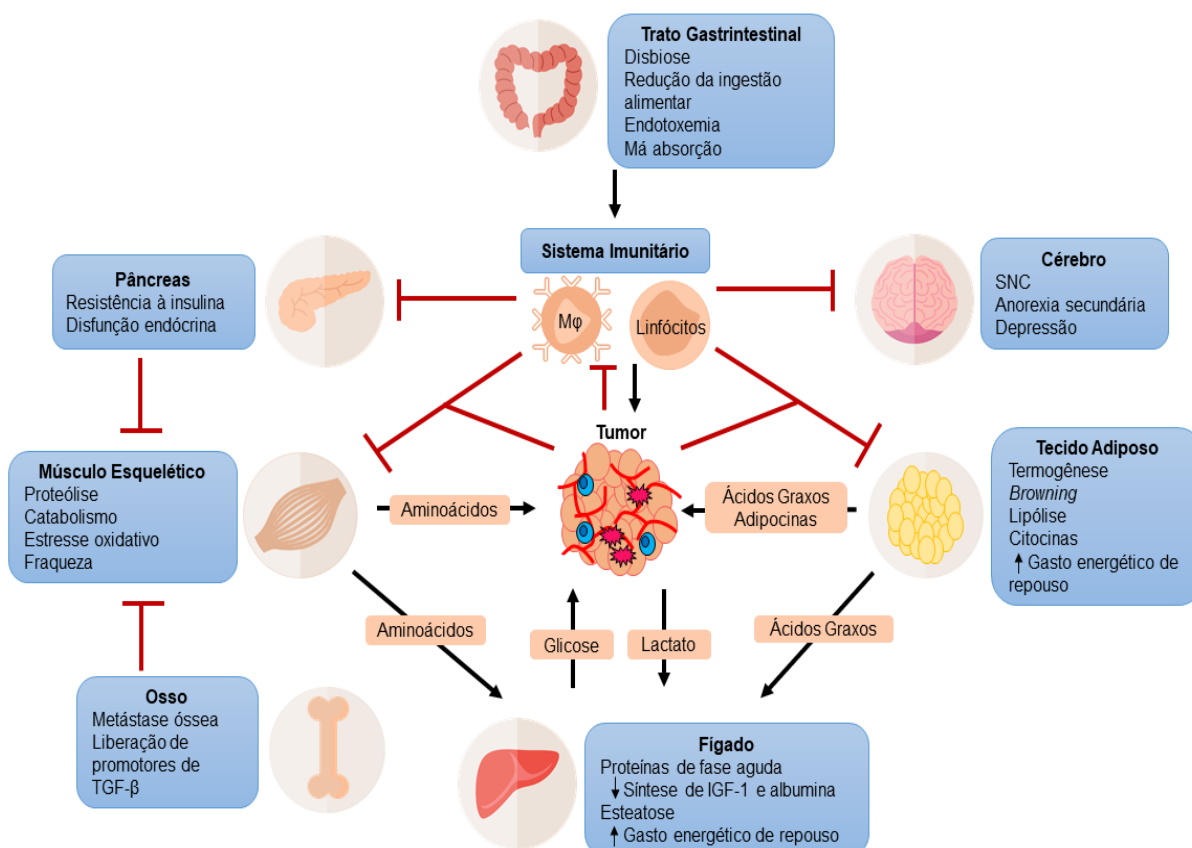 Trato Gastrintestinal
Disbiose
Redução da ingestão
alimentar
Endotoxemia
Má absorção
Sistema Imunitário
Mφ
Linfócitos
Pâncreas
Resistência à insulina
Disfunção endócrina
Cérebro
SNC
Anorexia secundária
Depressão
Tumor
Músculo Esquelético
Proteólise
Catabolismo
Estresse oxidativo
Fraqueza
Aminoácidos
Ácidos Graxos
Adipocinas
Tecido Adiposo
Termogênese
Browning
Lipólise
Citocinas
↑ Gasto energético de
repouso
Aminoácidos
Glicose
Lactato
Ácidos Graxos
Osso
Metástase óssea
Liberação de
promotores de
TGF-β
Fígado
Proteínas de fase aguda
↓ Síntese de IGF-1 e albumina
Esteatose
↑ Gasto energético de repouso